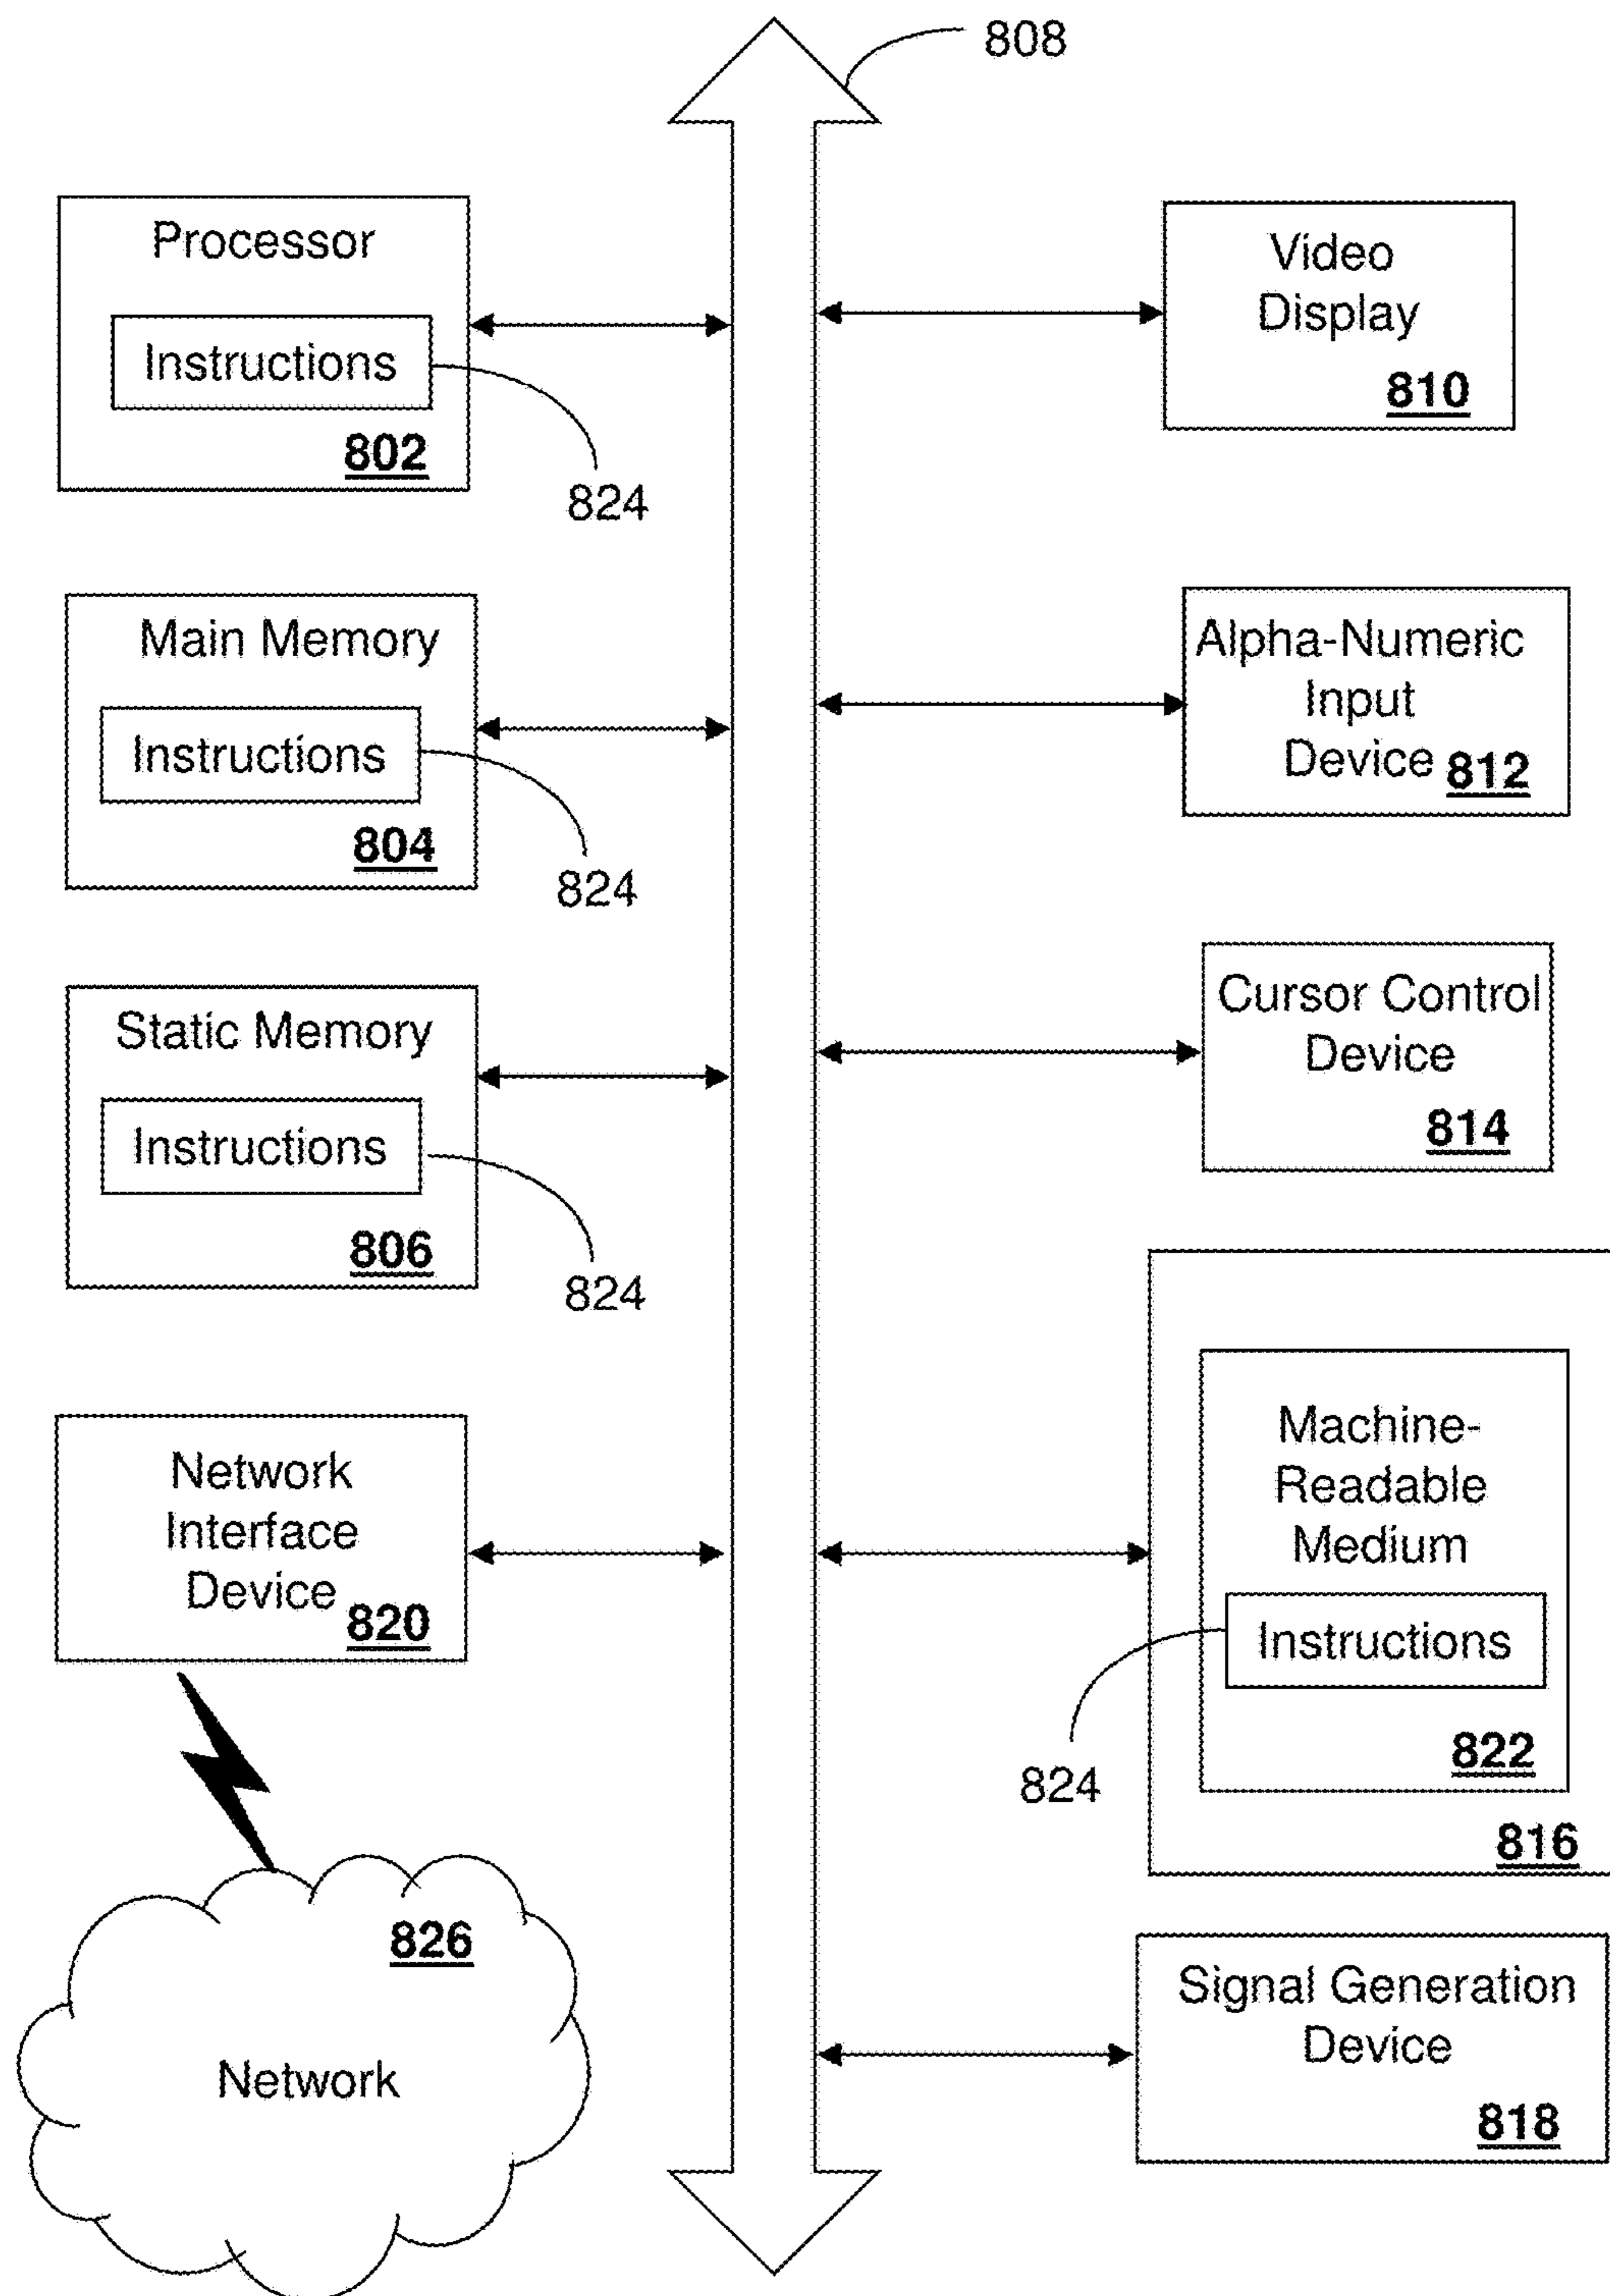 808
Processor
Instructions
802
824
Main Memory
Instructions
804
824
Static Memory
Instructions
806
824
Network
Interface
Device
820
826
Network
Video
Display
810
Alpha-Numeric
Input
Device 812
Cursor Control
Device
814
Machine-
Readable
Medium
Instructions
824
822
816
Signal Generation
Device
818